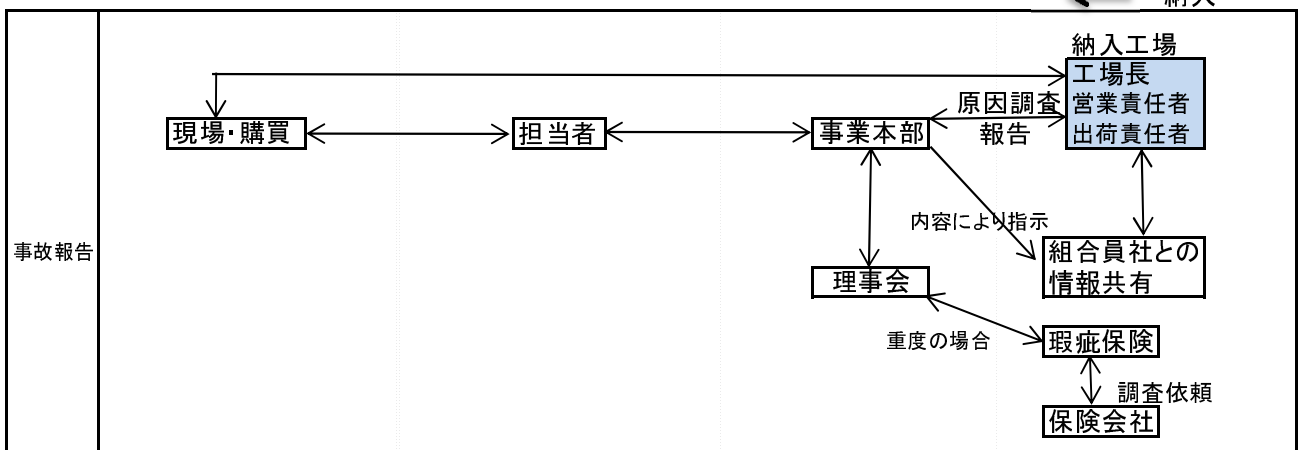 納入
納入工場
工場長
営業責任者
出荷責任者
原因調査
報告
現場・購買
担当者
事業本部
内容により指示
事故報告
組合員社との
情報共有
理事会
重度の場合
瑕疵保険
調査依頼
保険会社